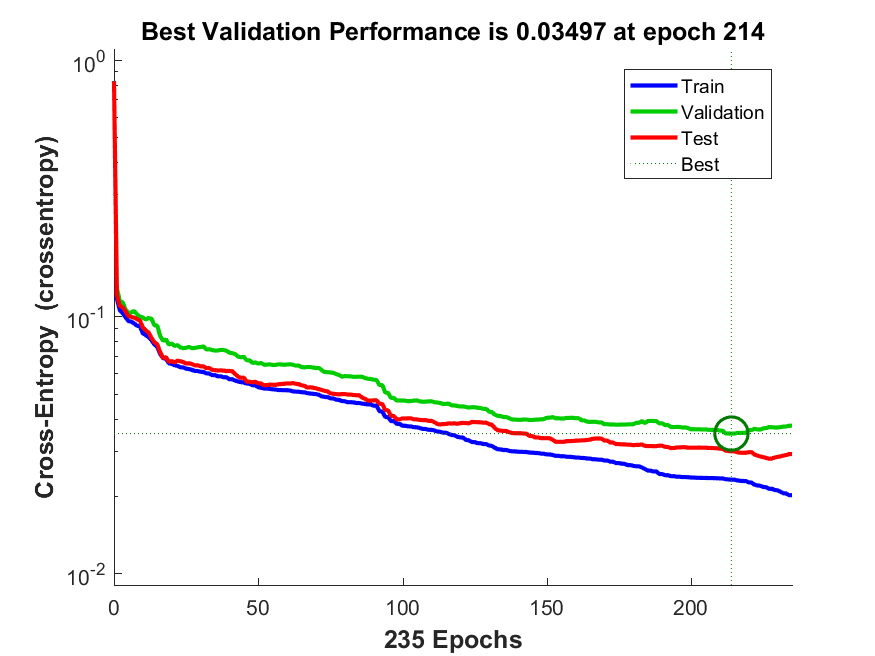 Best Validation Performance is 0.03497 at epoch 214
Cross-Entropy (crossentropy)
10^0
10^-1
10^-2
Train
Validation
Test
Best
0
50
100
150
200
235 Epochs